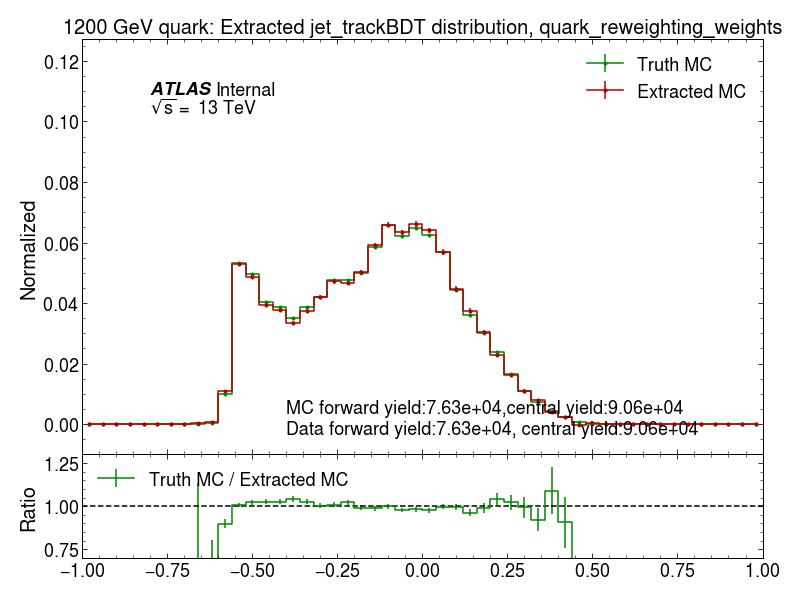 1200 GeV quark: Extracted jet_trackBDT distribution, quark_reweighting_weights
0.12
0.10
0.08
0.06
0.04
0.02
0.00
Normalized
ATLAS Internal
√s = 13 TeV
Truth MC
Extracted MC
MC forward yield:7.63e+04,central yield:9.06e+04
Data forward yield:7.63e+04, central yield:9.06e+04
1.25
1.00
0.75
Ratio
Truth MC / Extracted MC
−1.00 −0.75 −0.50 −0.25 0.00 0.25 0.50 0.75 1.00